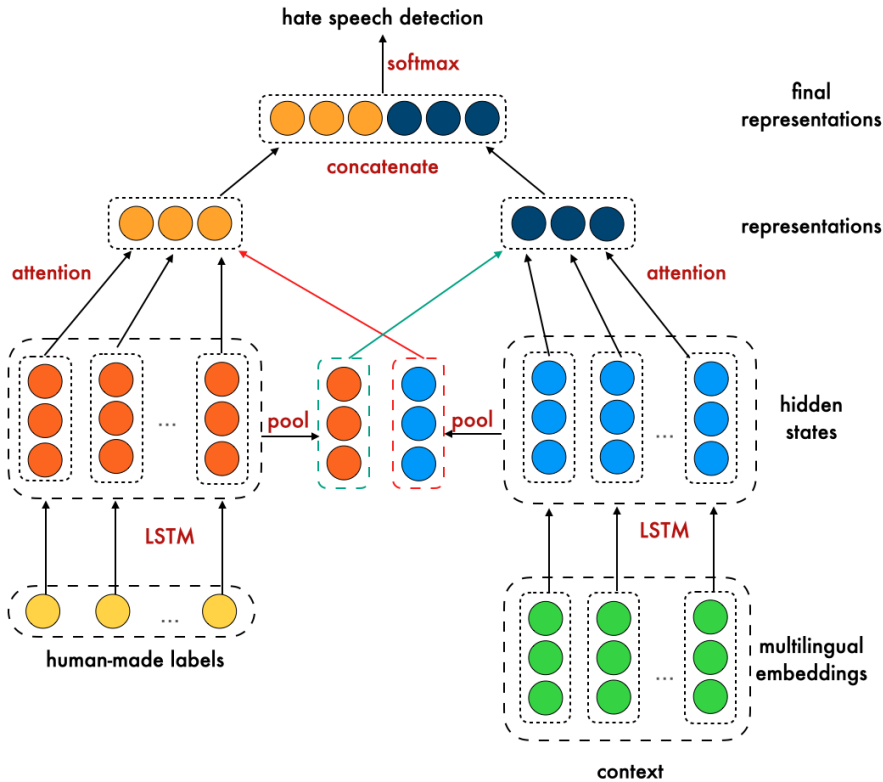 hate speech detection
softmax
final
representations
concatenate
representations
attention
attention
...
pool
pool
...
hidden
states
LSTM
LSTM
...
human-made labels
...
multilingual
embeddings
context